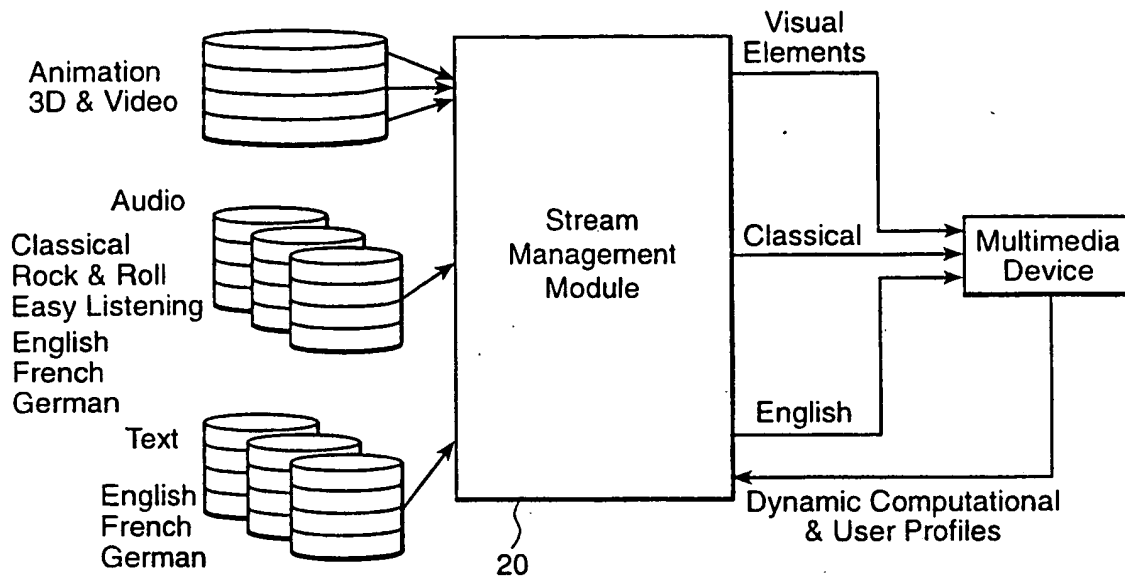 Animation
3D & Video
Audio
Classical
Rock & Roll
Easy Listening
English
French
German
Text
English
French
German
Stream
Management
Module
20
Visual
Elements
Classical
English
Multimedia
Device
Dynamic Computational
& User Profiles